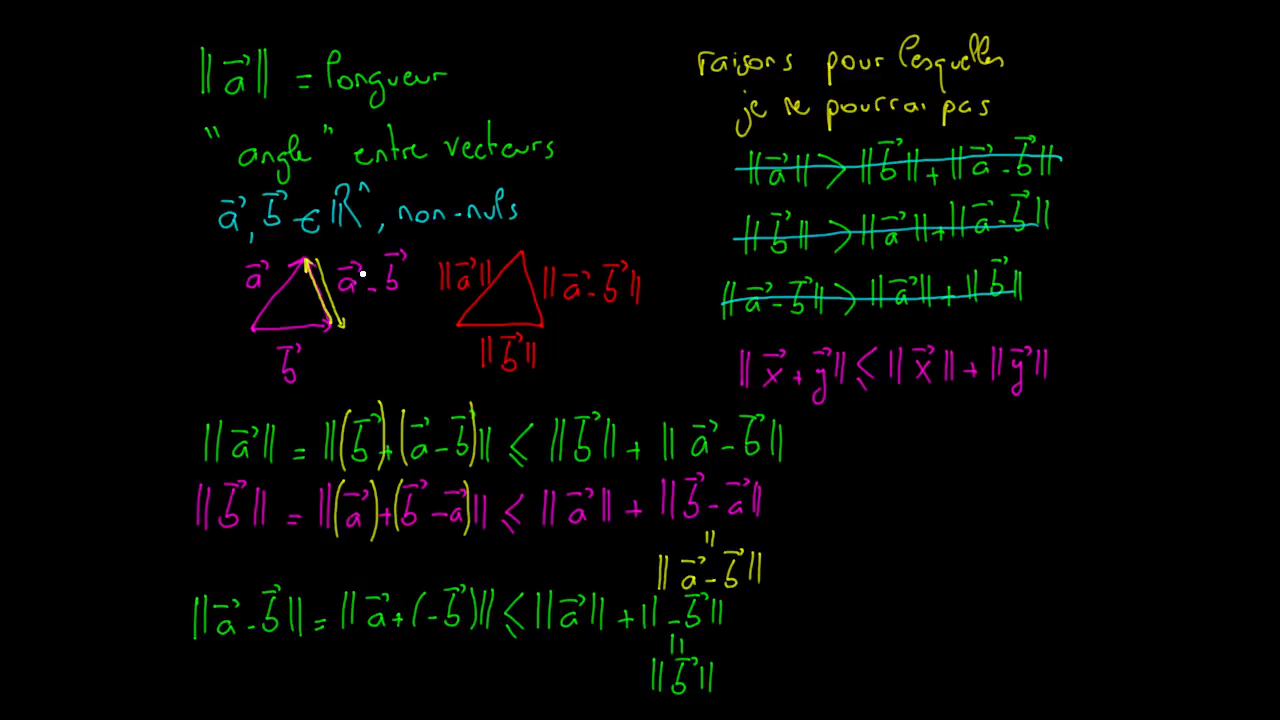 ||a⃗|| = longueur
"angle" entre vecteurs
a⃗, b⃗ ∈ ℝⁿ, non-nuls
a⃗
a⃗ - b⃗
b⃗
||a⃗||
||a⃗ - b⃗||
||b⃗||
raisons pour lesquelles
je ne pourrai pas
||a⃗|| > ||b⃗|| + ||a⃗ - b⃗||
||b⃗|| > ||a⃗|| + ||a⃗ - b⃗||
||a⃗ - b⃗|| > ||a⃗|| + ||b⃗||
||x⃗ + y⃗|| ≤ ||x⃗|| + ||y⃗||
||a⃗|| = ||(b⃗) + (a⃗ - b⃗)|| ≤ ||b⃗|| + ||a⃗ - b⃗||
||b⃗|| = ||(a⃗) + (b⃗ - a⃗)|| ≤ ||a⃗|| + ||b⃗ - a⃗||
=
||a⃗ - b⃗||
||a⃗ - b⃗|| = ||a⃗ + (-b⃗)|| ≤ ||a⃗|| + ||-b⃗||
=
||b⃗||